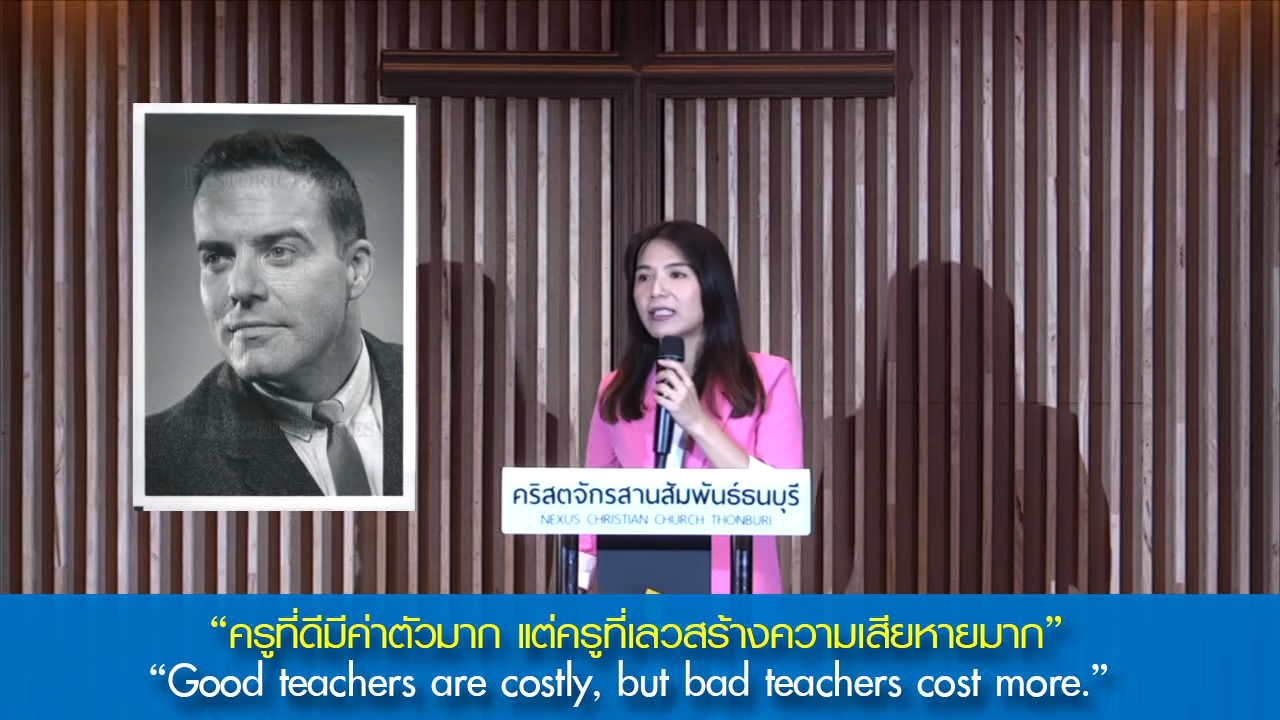 คริสตจักรสานสัมพันธ์ธนบุรี
NEXUS CHRISTIAN CHURCH THONBURI
“ครูที่ดีมีค่าตัวมาก แต่ครูที่เลวสร้างความเสียหายมาก”
“Good teachers are costly, but bad teachers cost more.”